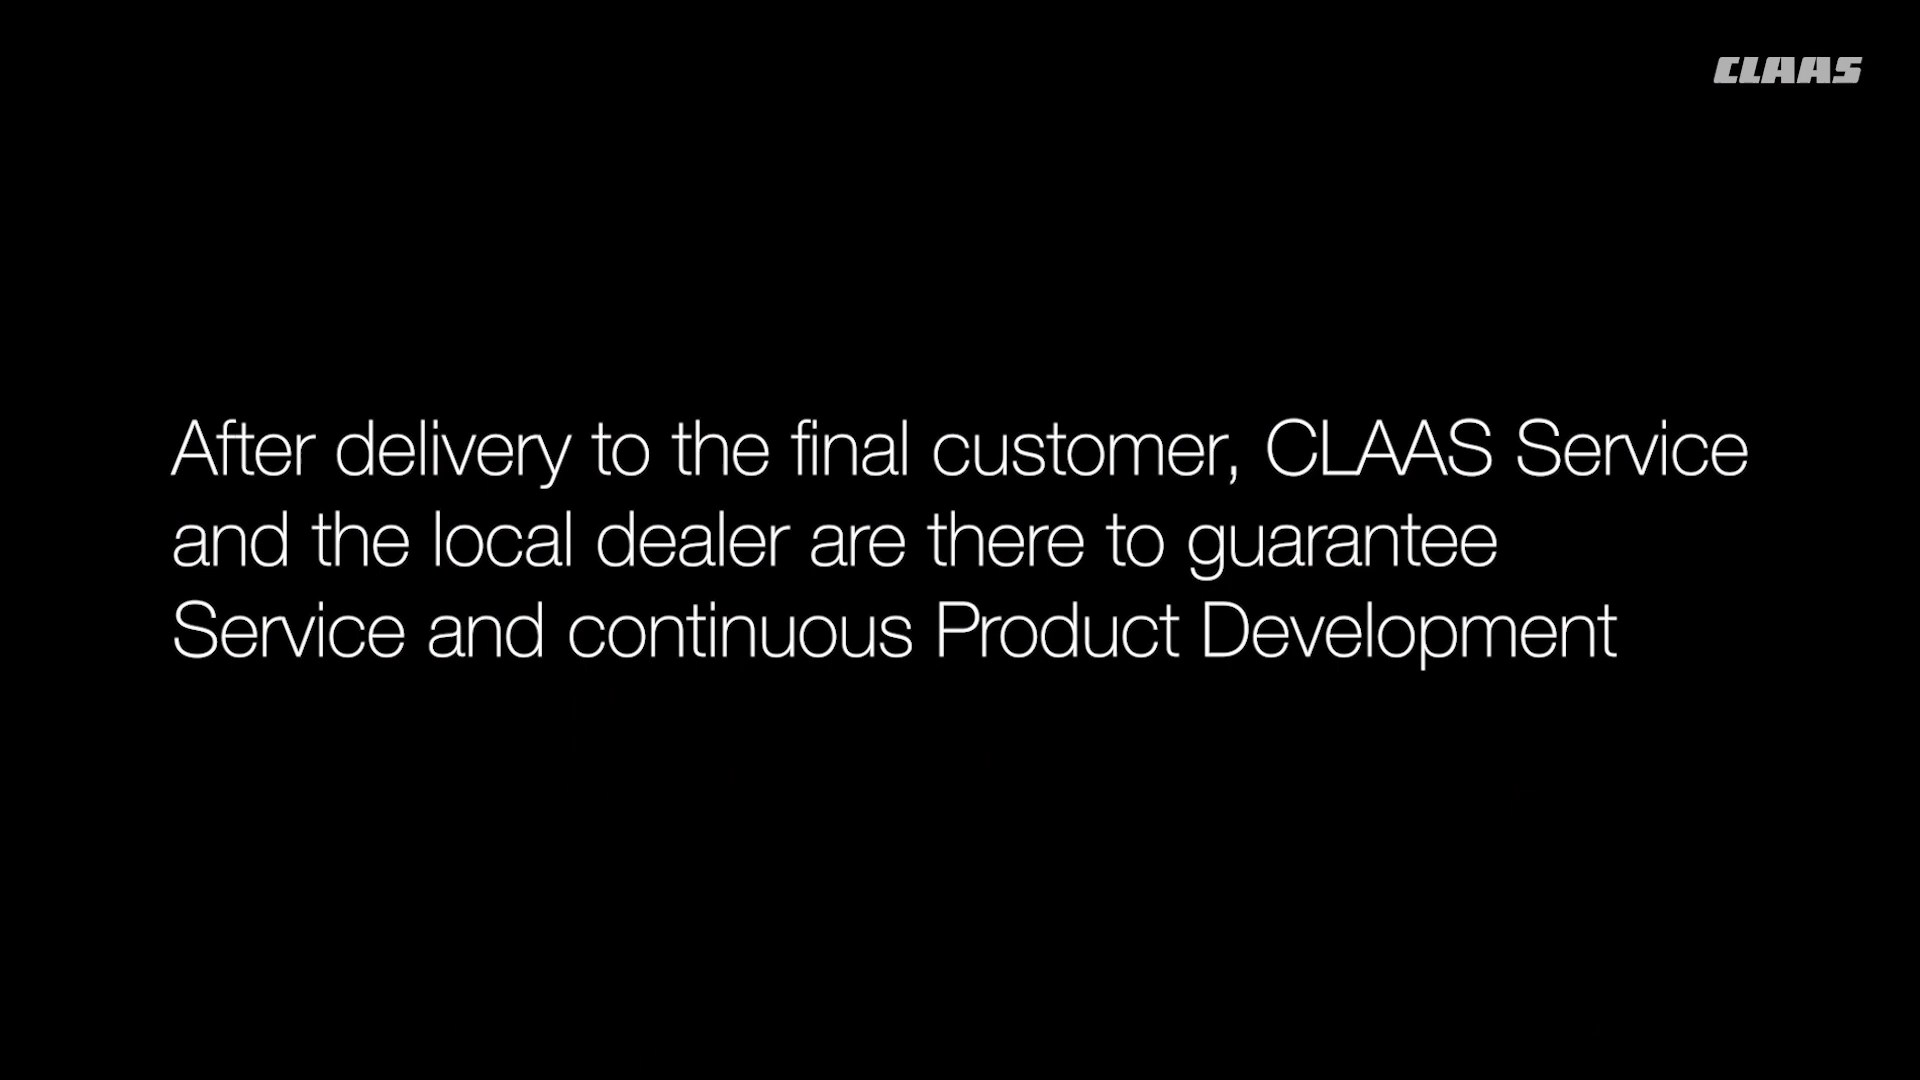 CLAAS
After delivery to the final customer, CLAAS Service
and the local dealer are there to guarantee
Service and continuous Product Development